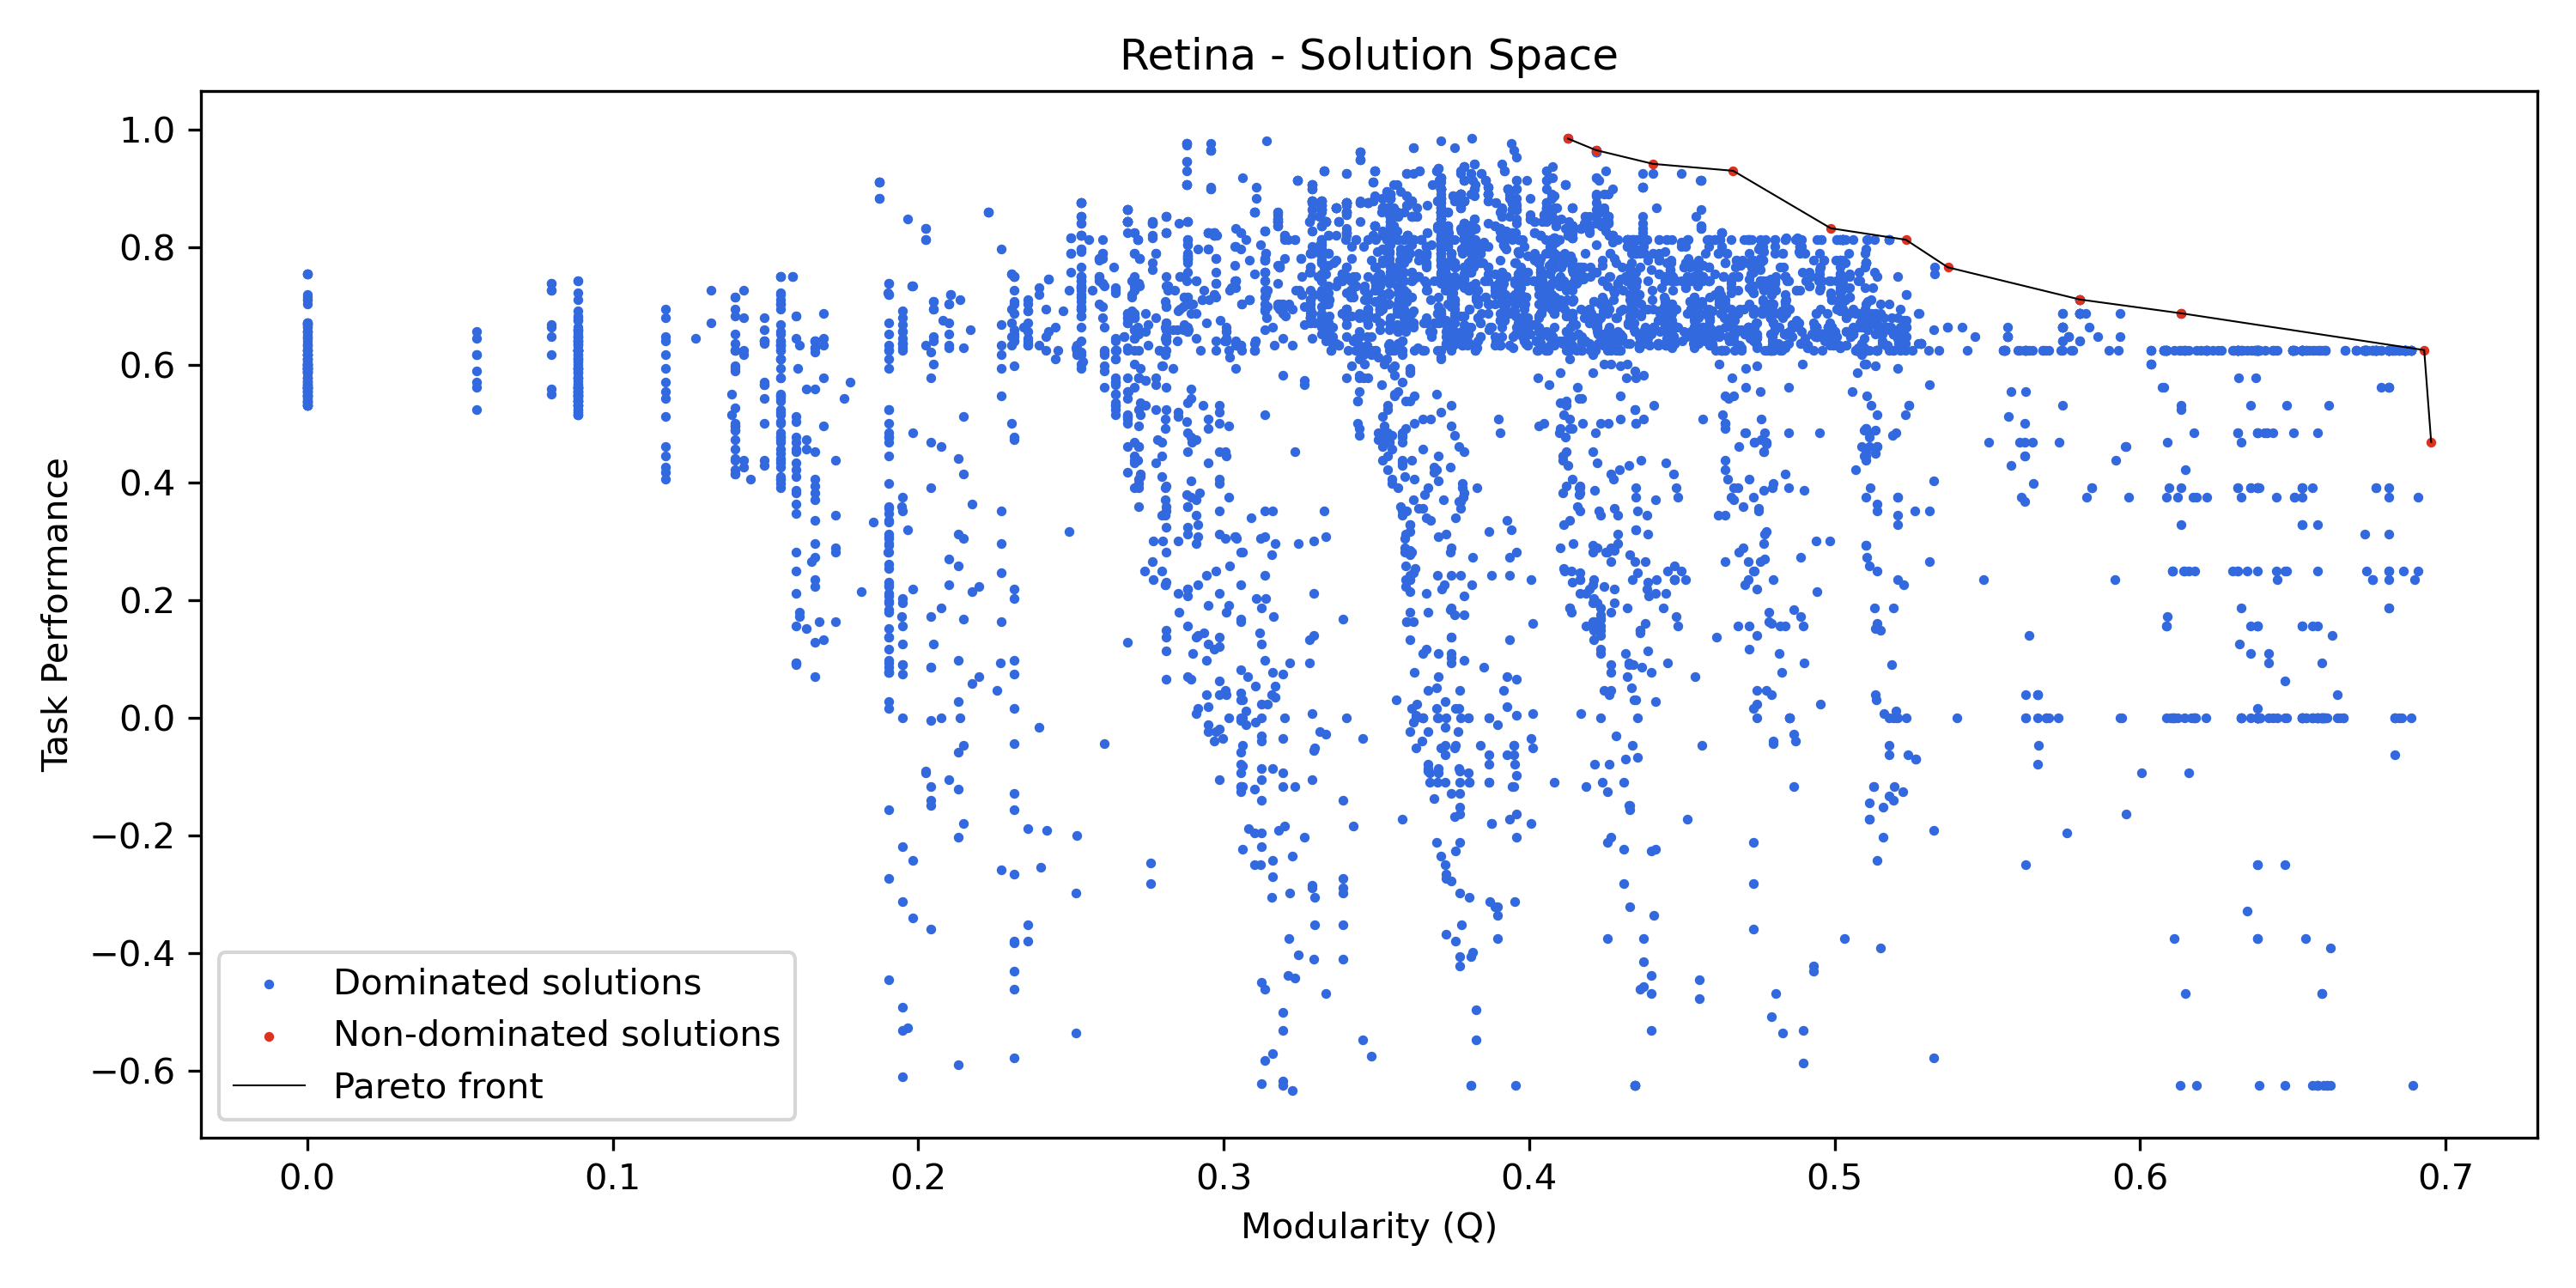 Retina - Solution Space
1.0
0.8
0.6
0.4
0.2
0.0
−0.2
−0.4
−0.6
Task Performance
Dominated solutions
Non-dominated solutions
Pareto front
0.0 0.1 0.2 0.3 0.4 0.5 0.6 0.7
Modularity (Q)